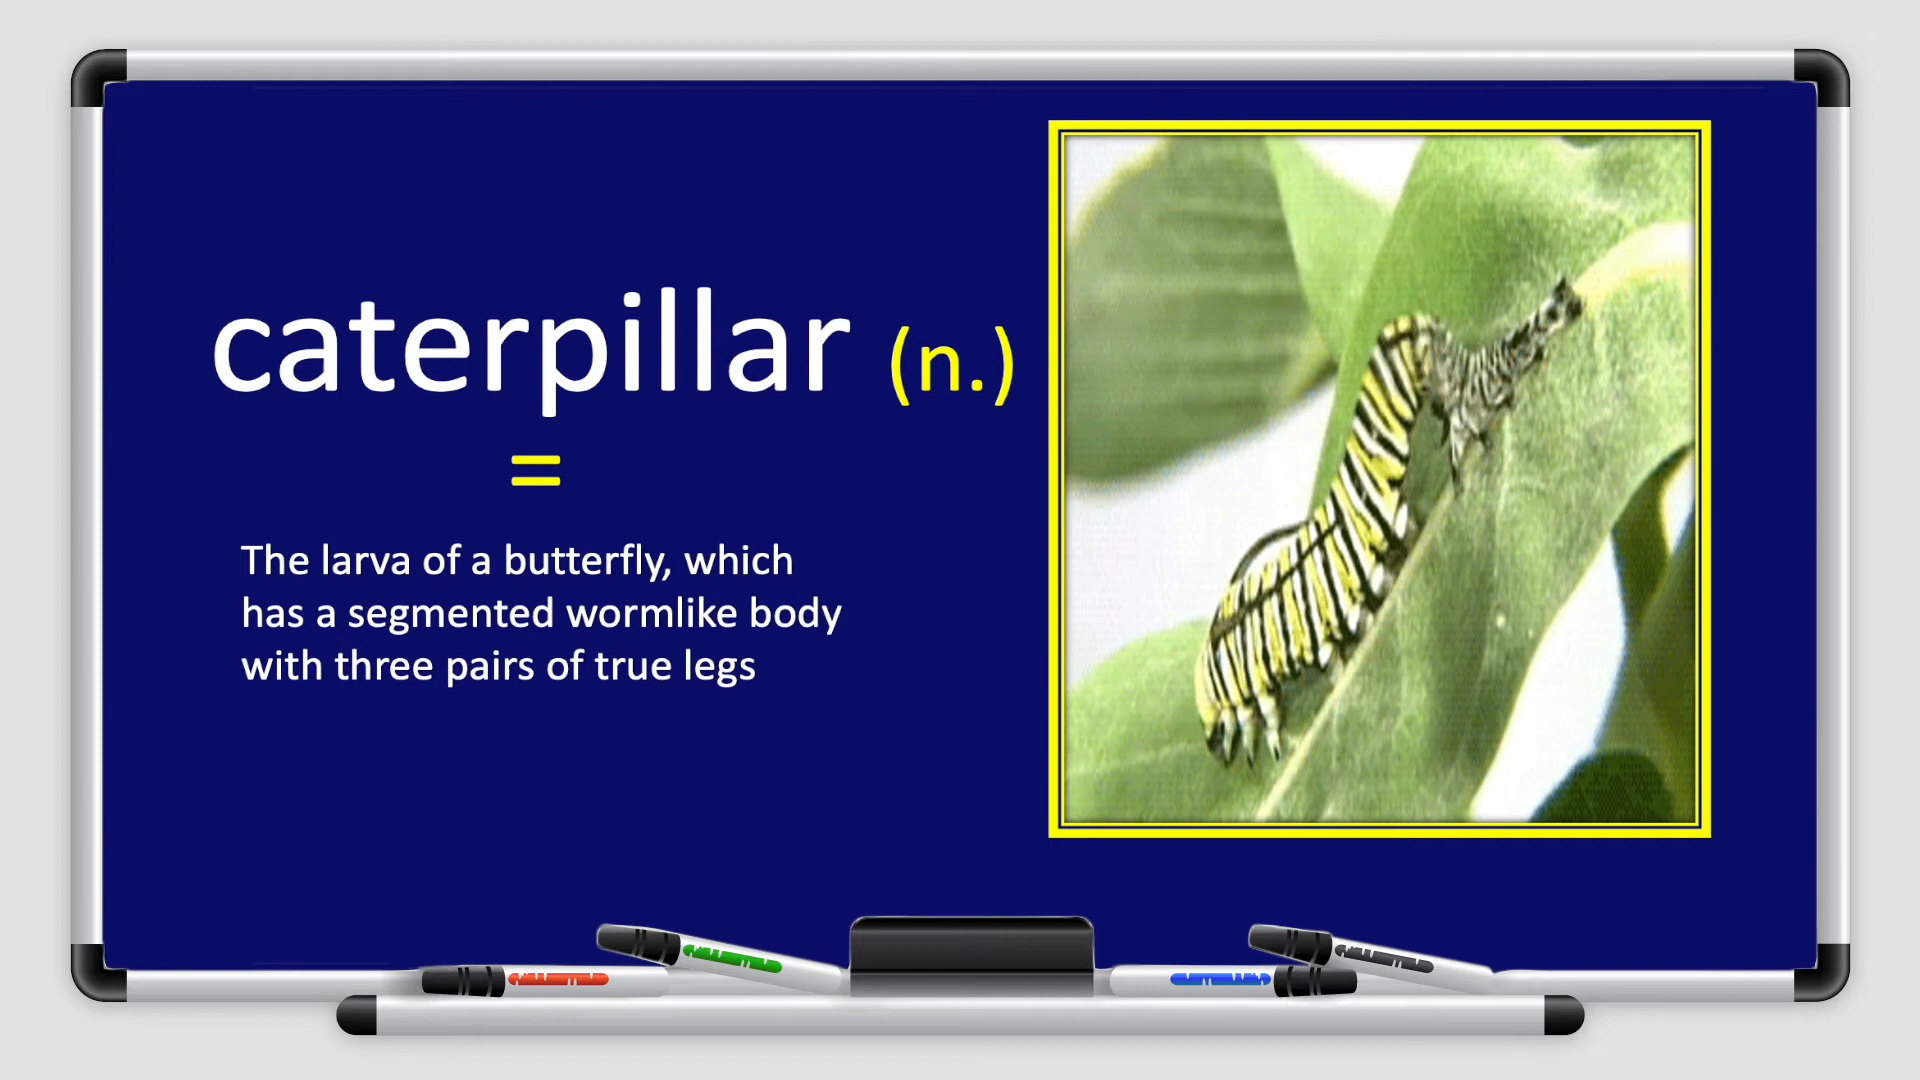 caterpillar (n.)
=
The larva of a butterfly, which
has a segmented wormlike body
with three pairs of true legs